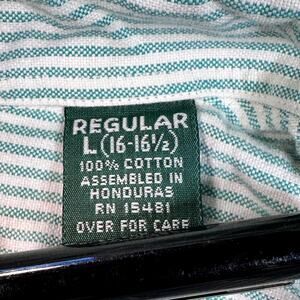 REGULAR
L (16-16½)
100% COTTON
ASSEMBLED IN
HONDURAS
RN 15481
OVER FOR CARE